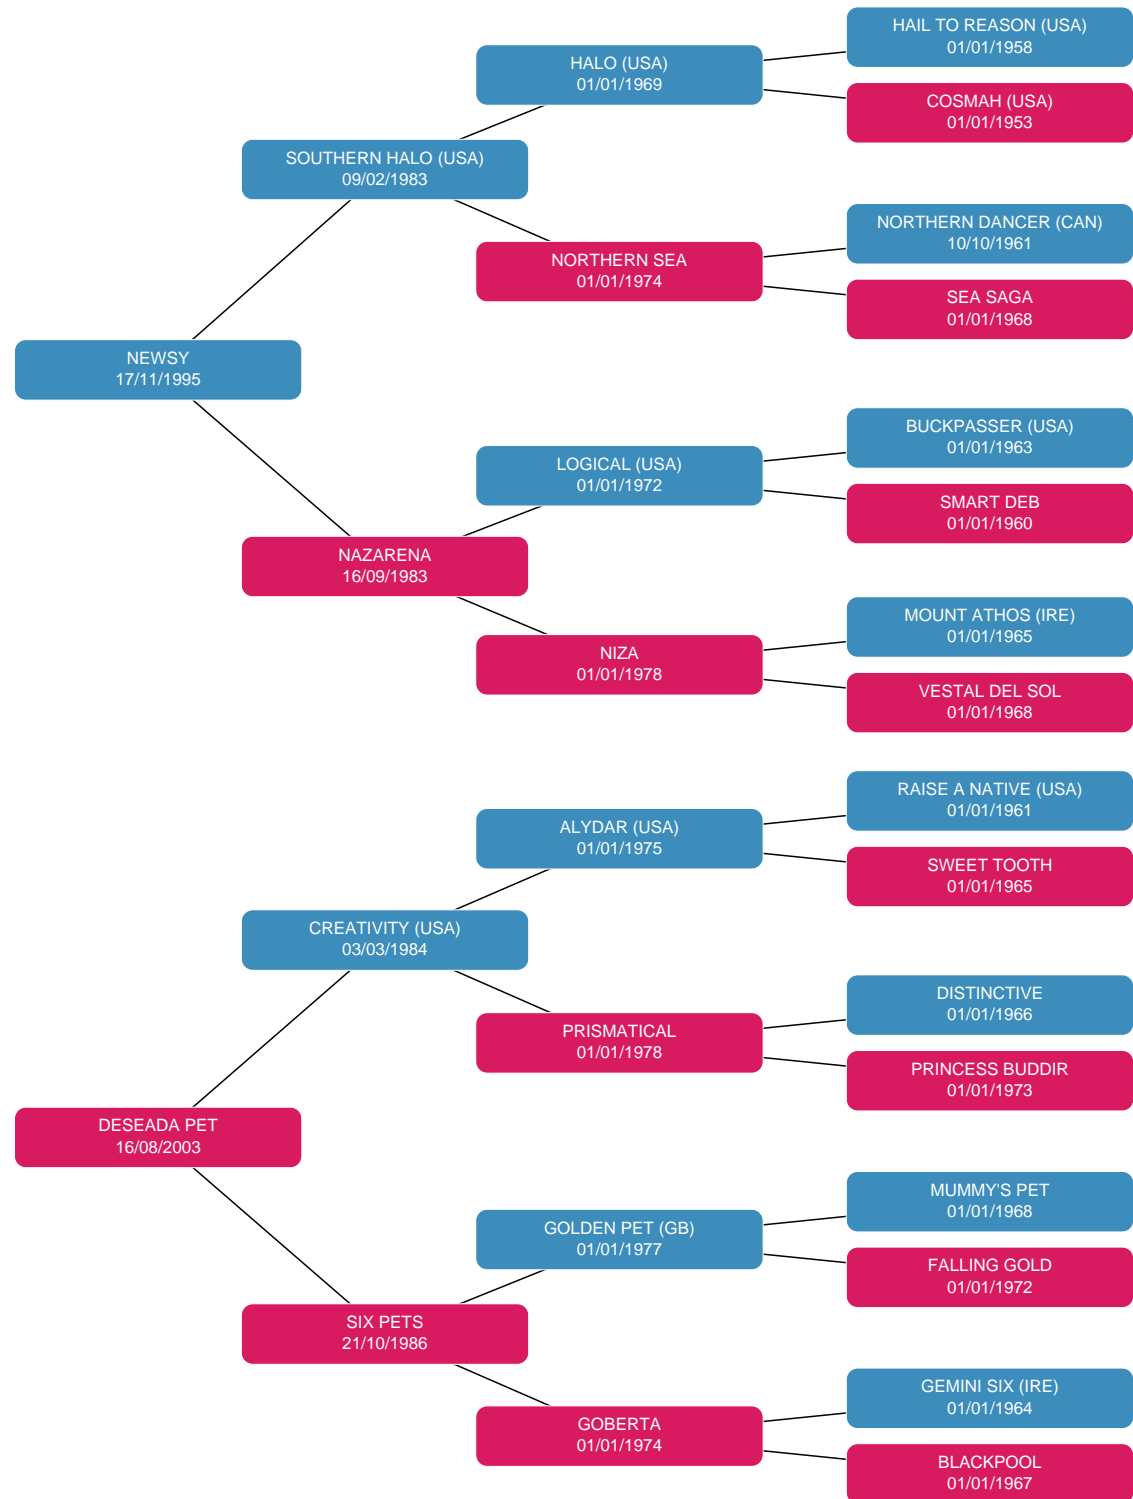 HAIL TO REASON (USA)
01/01/1958
HALO (USA)
01/01/1969
COSMAH (USA)
01/01/1953
SOUTHERN HALO (USA)
09/02/1983
NORTHERN DANCER (CAN)
10/10/1961
NORTHERN SEA
01/01/1974
SEA SAGA
01/01/1968
NEWSY
17/11/1995
BUCKPASSER (USA)
01/01/1963
LOGICAL (USA)
01/01/1972
SMART DEB
01/01/1960
NAZARENA
16/09/1983
MOUNT ATHOS (IRE)
01/01/1965
NIZA
01/01/1978
VESTAL DEL SOL
01/01/1968
RAISE A NATIVE (USA)
01/01/1961
ALYDAR (USA)
01/01/1975
SWEET TOOTH
01/01/1965
CREATIVITY (USA)
03/03/1984
DISTINCTIVE
01/01/1966
PRISMATICAL
01/01/1978
PRINCESS BUDDIR
01/01/1973
DESEADA PET
16/08/2003
MUMMY'S PET
01/01/1968
GOLDEN PET (GB)
01/01/1977
FALLING GOLD
01/01/1972
SIX PETS
21/10/1986
GEMINI SIX (IRE)
01/01/1964
GOBERTA
01/01/1974
BLACKPOOL
01/01/1967